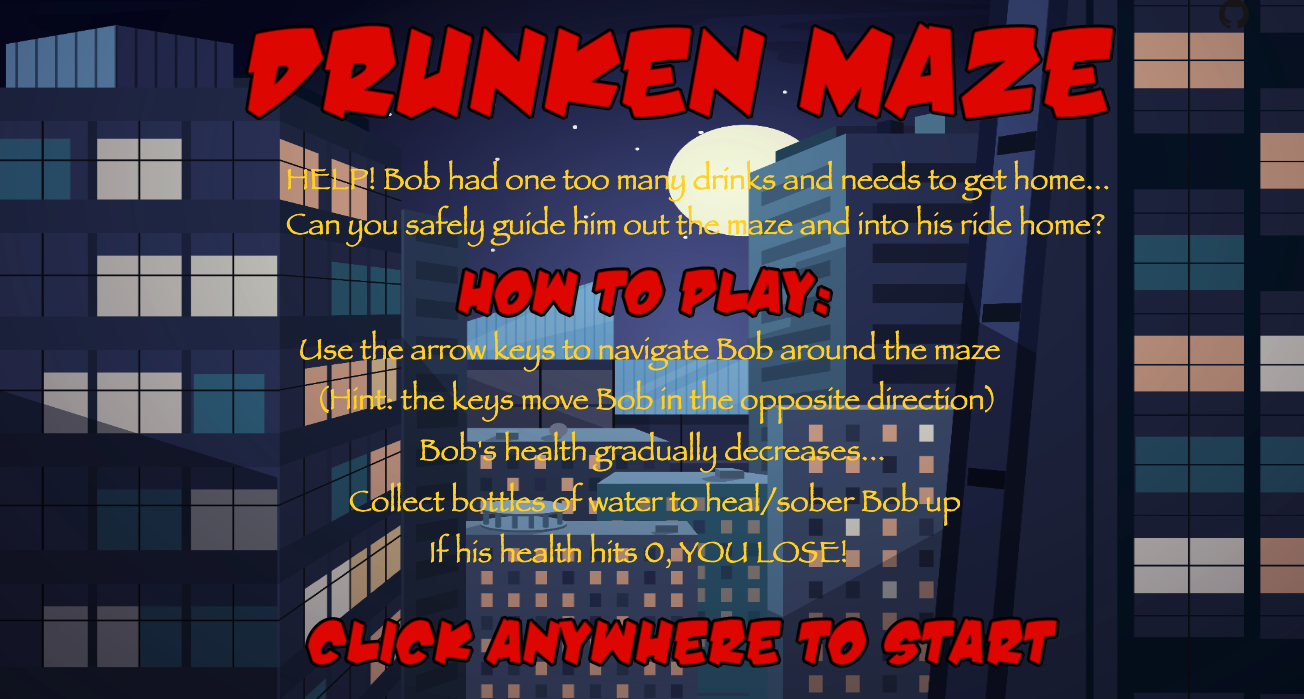 DRUNKEN MAZE
HELP! Bob had one too many drinks and needs to get home...
Can you safely guide him out the maze and into his ride home?
HOW TO PLAY:
Use the arrow keys to navigate Bob around the maze
(Hint: the keys move Bob in the opposite direction)
Bob's health gradually decreases...
Collect bottles of water to heal/sober Bob up
If his health hits 0, YOU LOSE!
CLICK ANYWHERE TO START